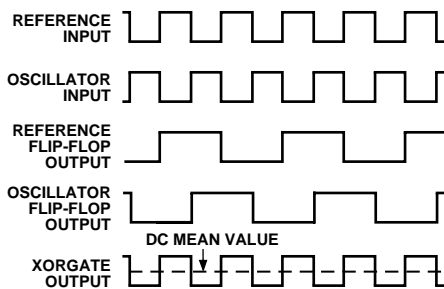 REFERENCE
INPUT
OSCILLATOR
INPUT
REFERENCE
FLIP-FLOP
OUTPUT
OSCILLATOR
FLIP-FLOP
OUTPUT
DC MEAN VALUE
XORGATE
OUTPUT